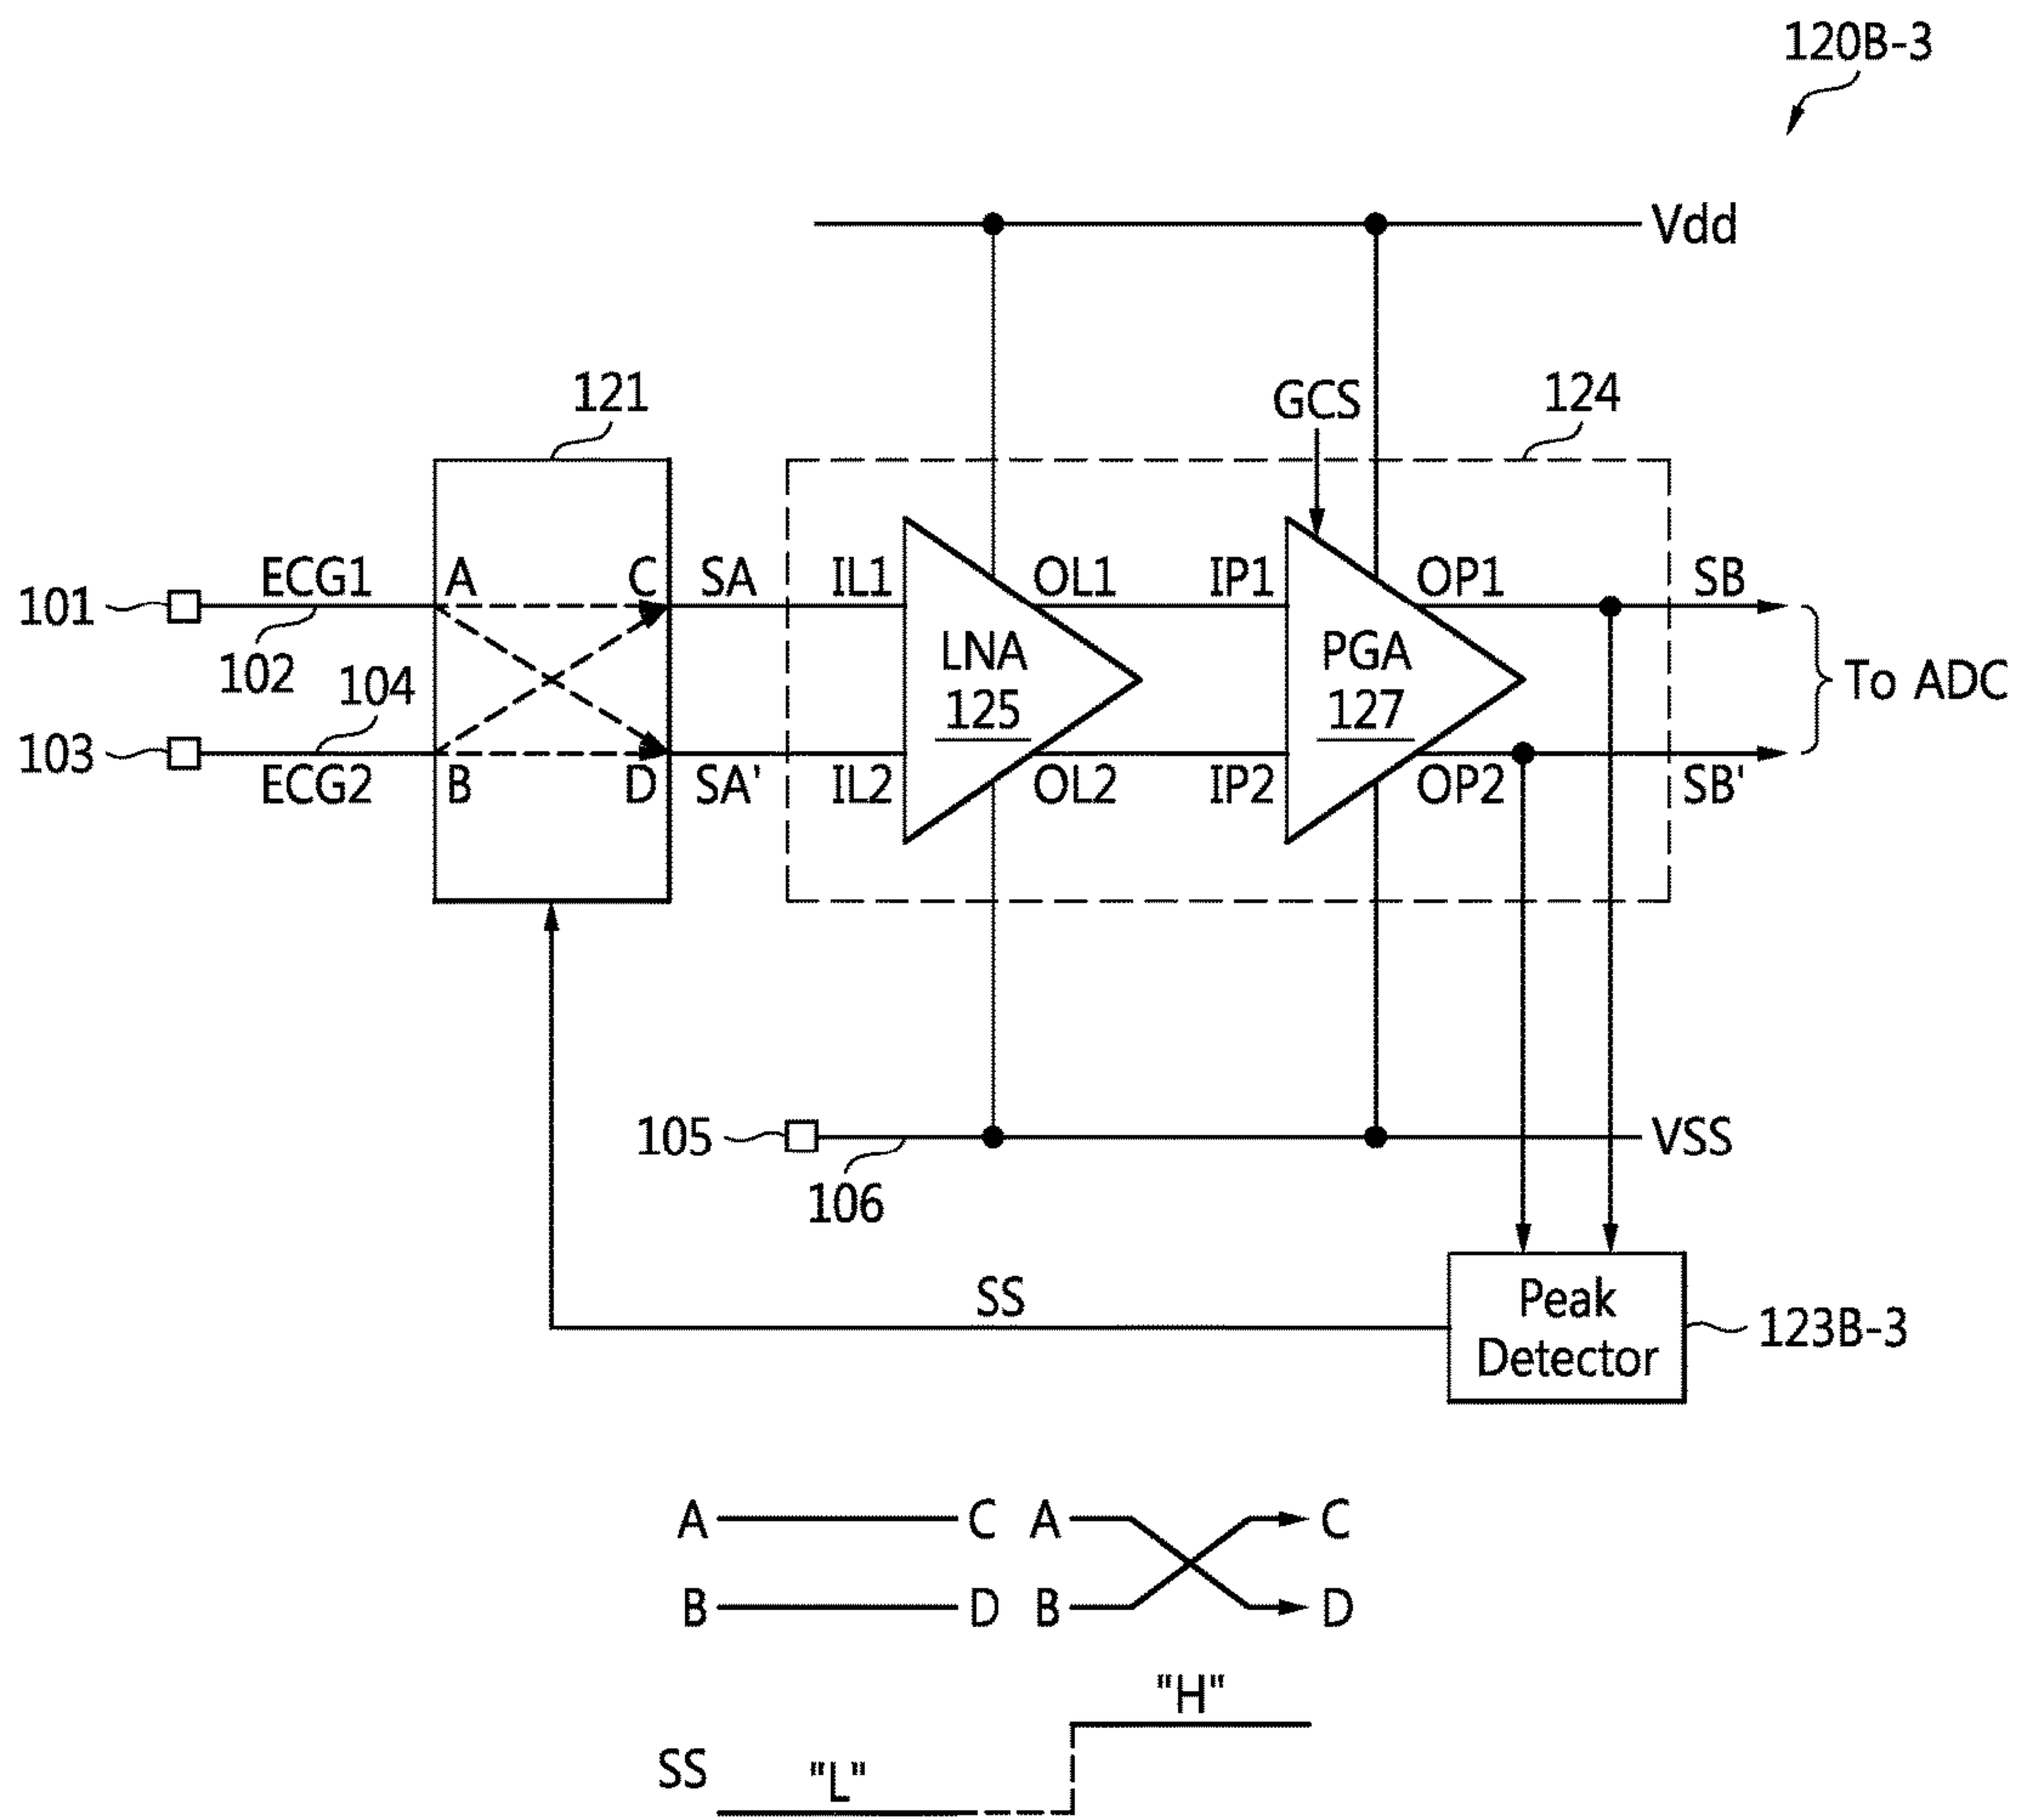 120B-3
Vdd
121
GCS
124
ECG1
A
C
SA
IL1
OL1
IP1
OP1
SB
101
102
104
LNA
125
PGA
127
To ADC
103
ECG2
B
D
SA'
IL2
OL2
IP2
OP2
SB'
105
VSS
106
SS
Peak
Detector
123B-3
A C A C
B D B D
"H"
SS "L"